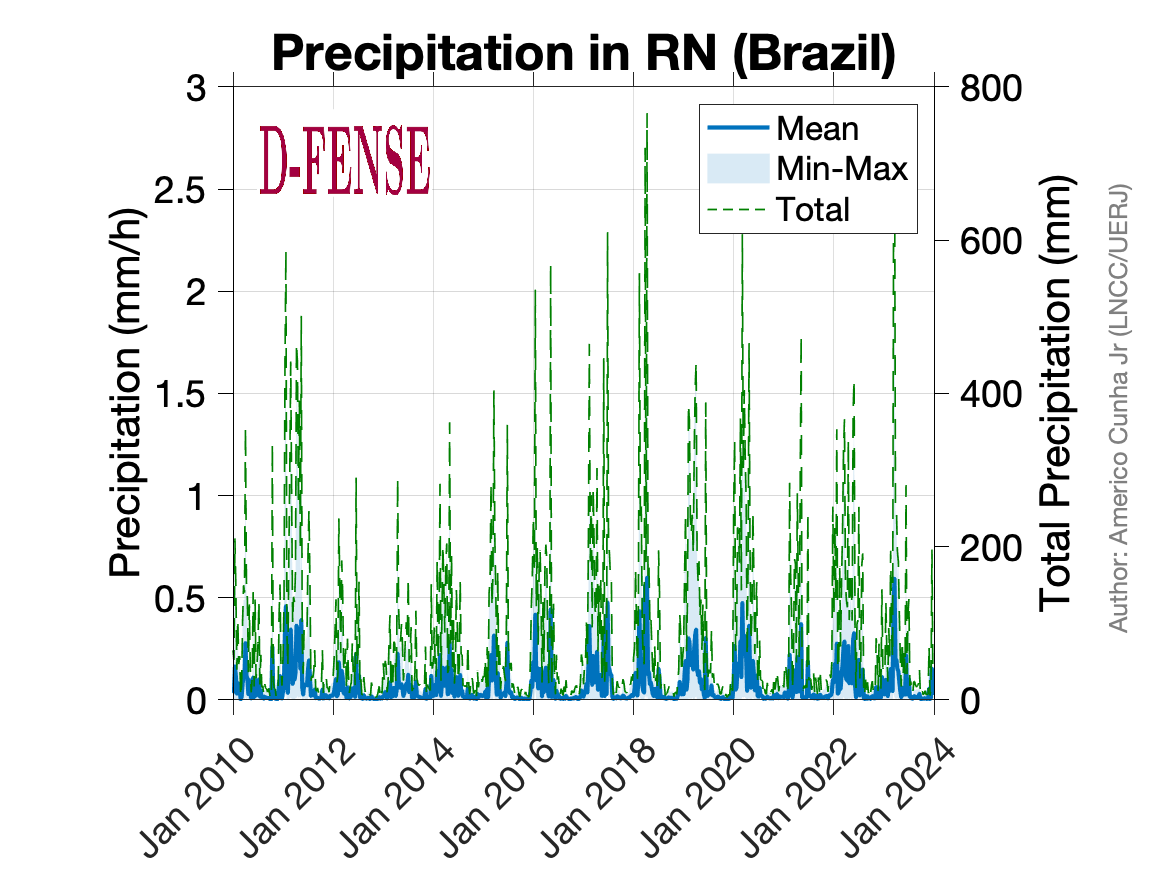 Precipitation in RN (Brazil)
D-FENSE
Mean
Min-Max
Total
Precipitation (mm/h)
3
2.5
2
1.5
1
0.5
0
800
600
400
200
0
Total Precipitation (mm)
Author: Americo Cunha Jr (LNCC/UERJ)
Jan 2010
Jan 2012
Jan 2014
Jan 2016
Jan 2018
Jan 2020
Jan 2022
Jan 2024